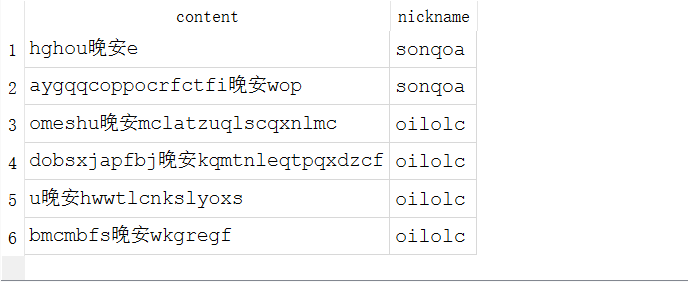 content nickname
1 hghou晚安e sonqoa
2 aygqqcoppocrfctfi晚安wop sonqoa
3 omeshu晚安mclatzuqlscqxnlmc oilolc
4 dobsxjapfbj晚安kqmtnleqtpqxdzcf oilolc
5 u晚安hwwtlcnkslyoxs oilolc
6 bmcmbfs晚安wkgregf oilolc